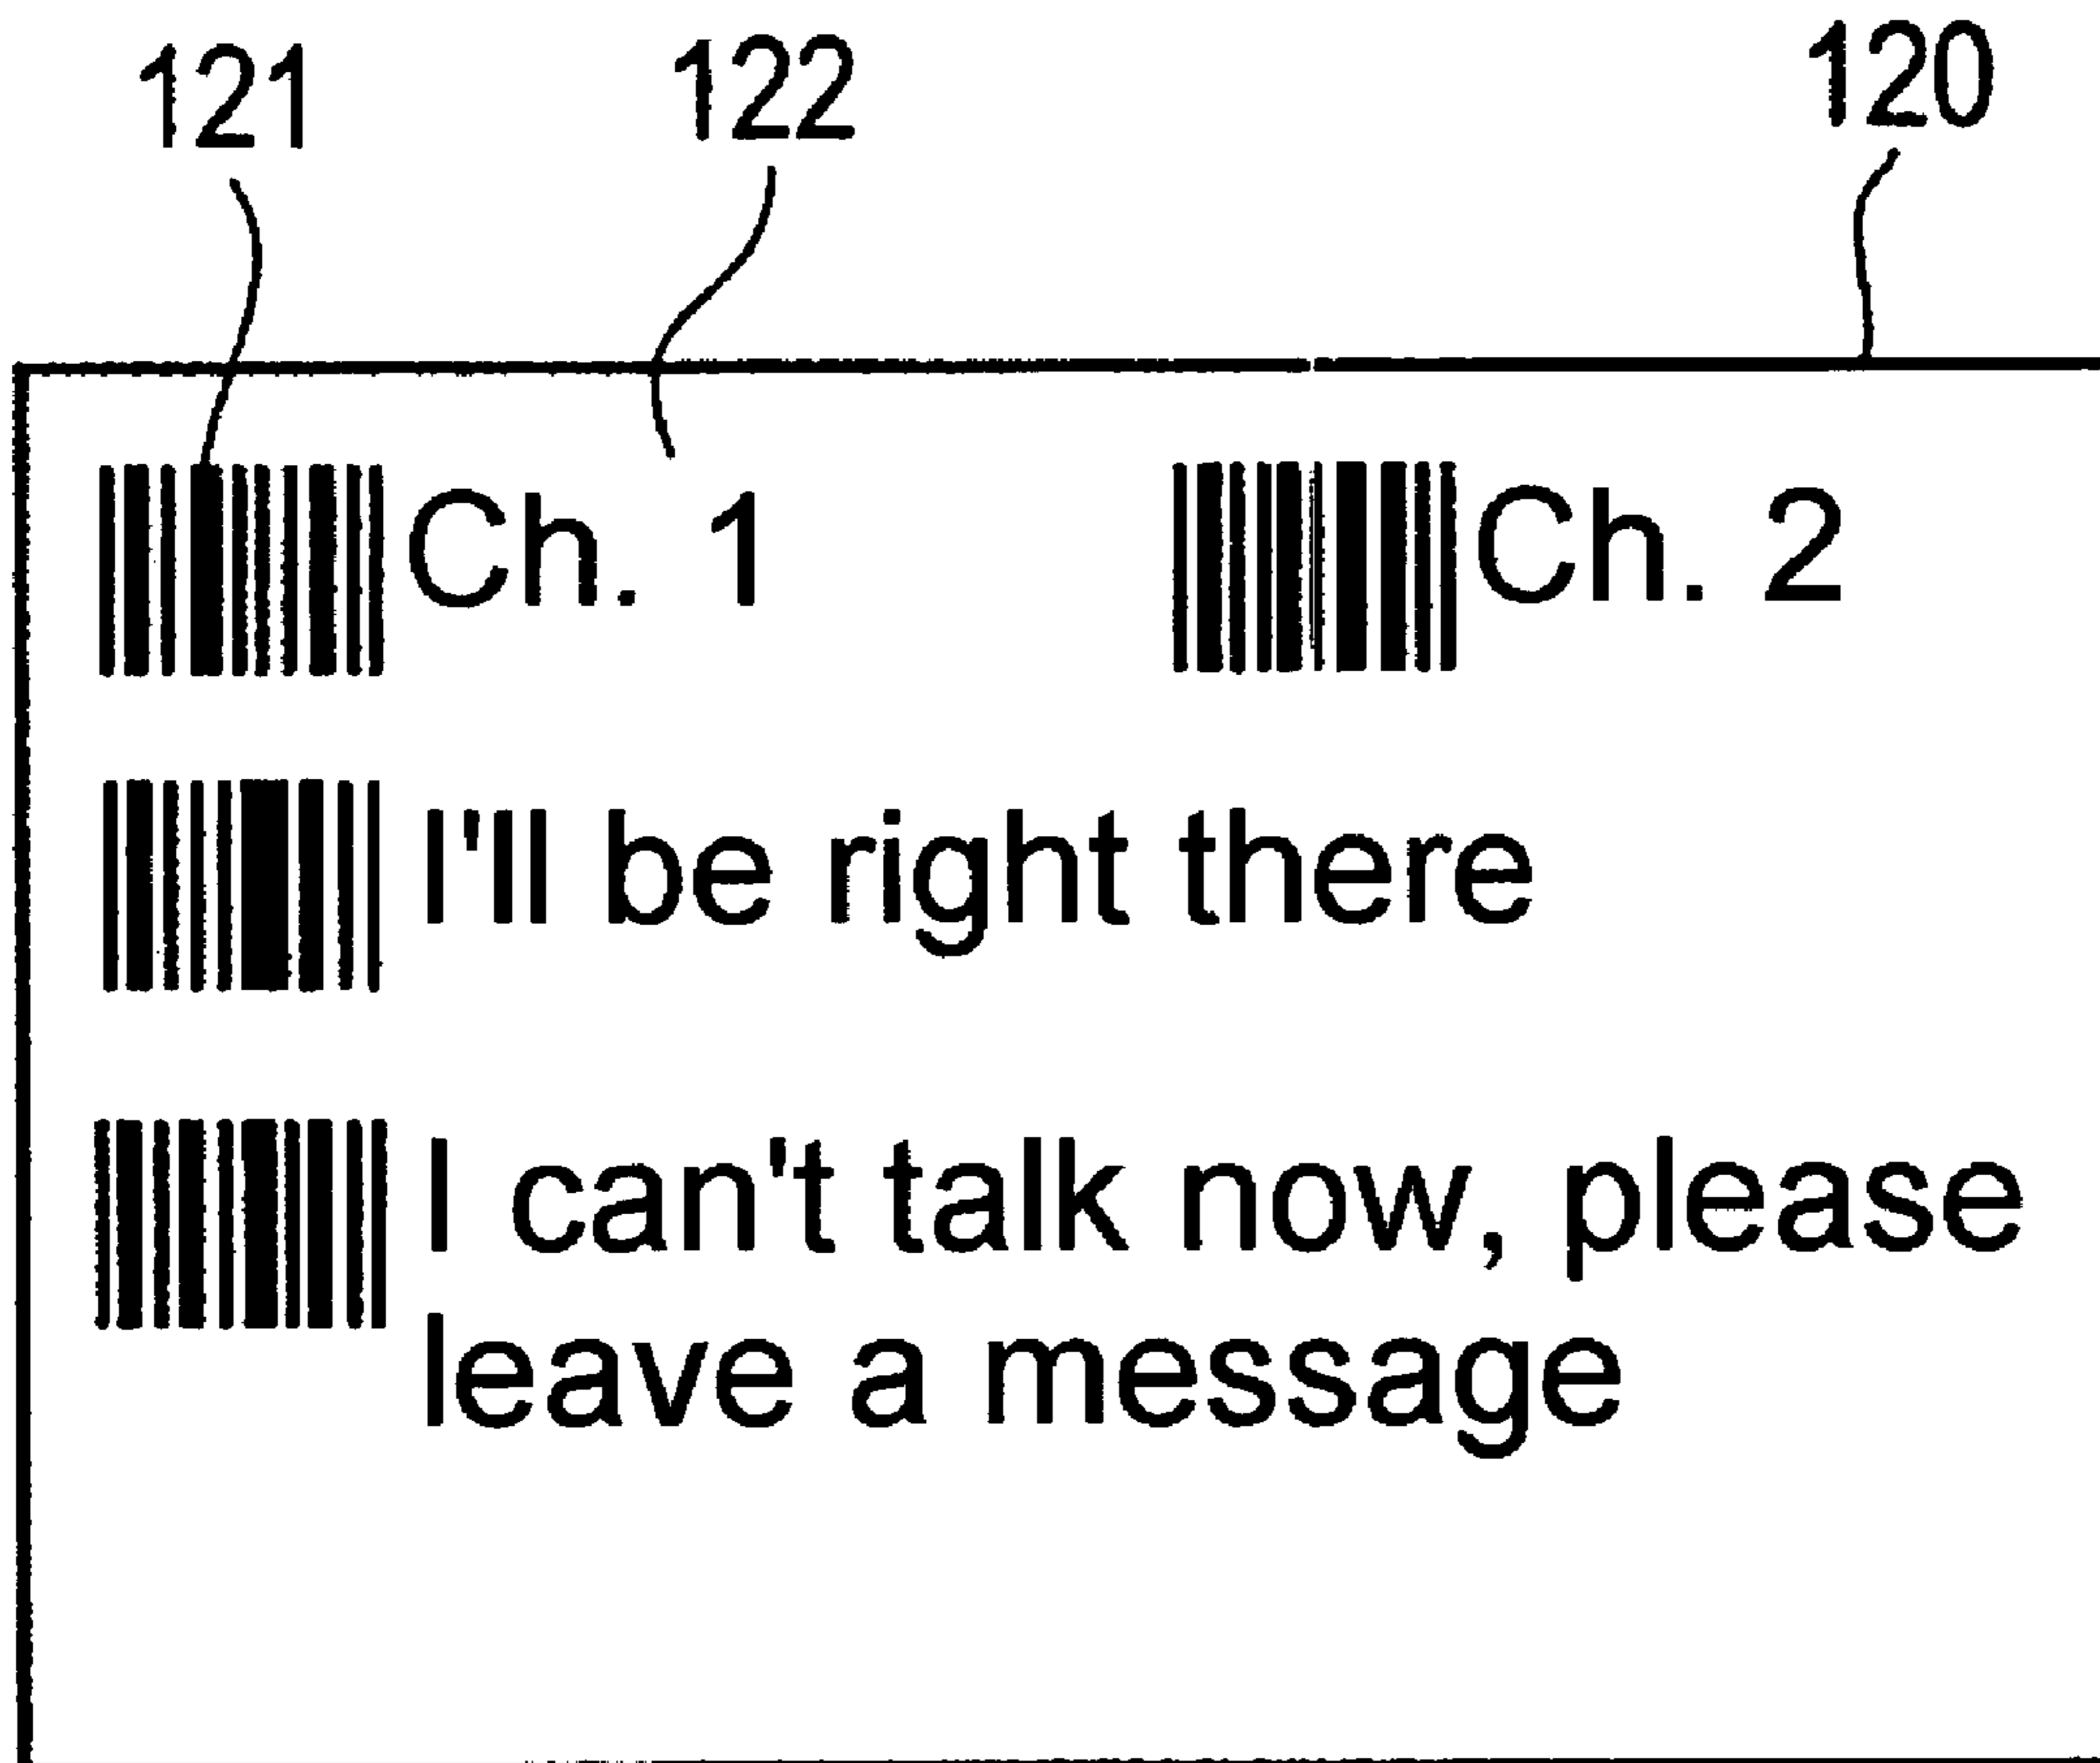 121 122 120
Ch. 1 Ch. 2
I'll be right there
I can't talk now, please
leave a message